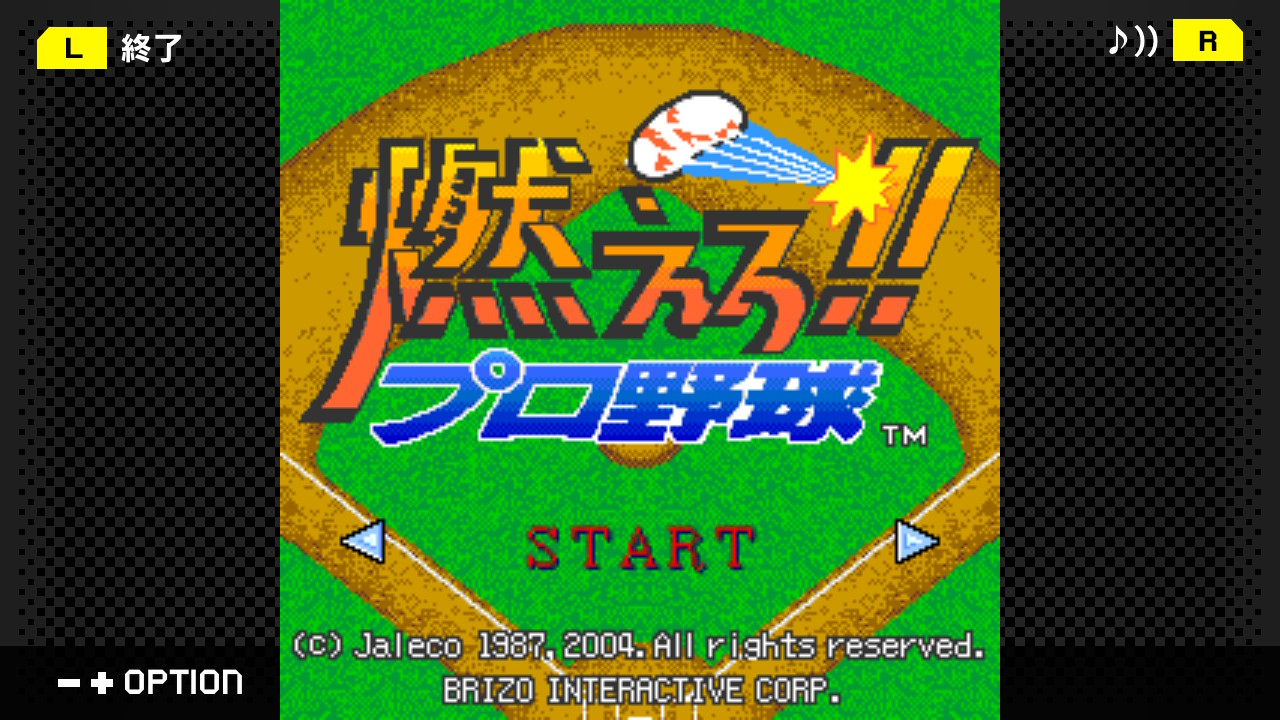 L 終了
♪)) R
燃えろ!!
プロ野球 TM
START
(c) Jaleco 1987,2004. All rights reserved.
BRIZO INTERACTIVE CORP.
− + OPTION